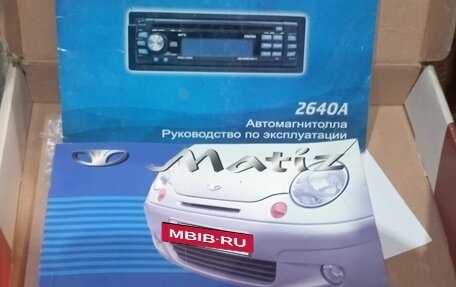 2640A
Автомагнитолла
Руководство по эксплуатации
Matiz
MBIB-RU